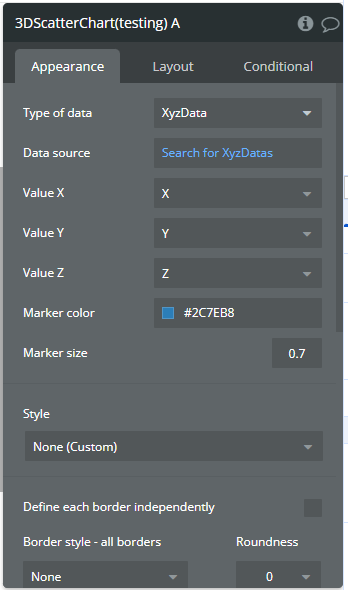 3DScatterChart(testing) A
Appearance Layout Conditional
Type of data XyzData
Data source Search for XyzDatas
Value X X
Value Y Y
Value Z Z
Marker color #2C7EB8
Marker size 0.7
Style
None (Custom)
Define each border independently
Border style - all borders Roundness
None 0